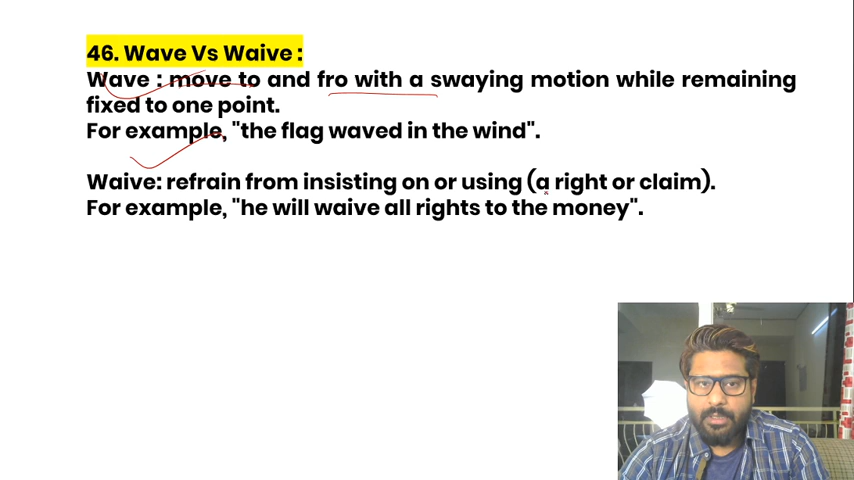 46. Wave Vs Waive :
Wave : move to and fro with a swaying motion while remaining
fixed to one point.
For example, "the flag waved in the wind".
Waive: refrain from insisting on or using (a right or claim).
For example, "he will waive all rights to the money".